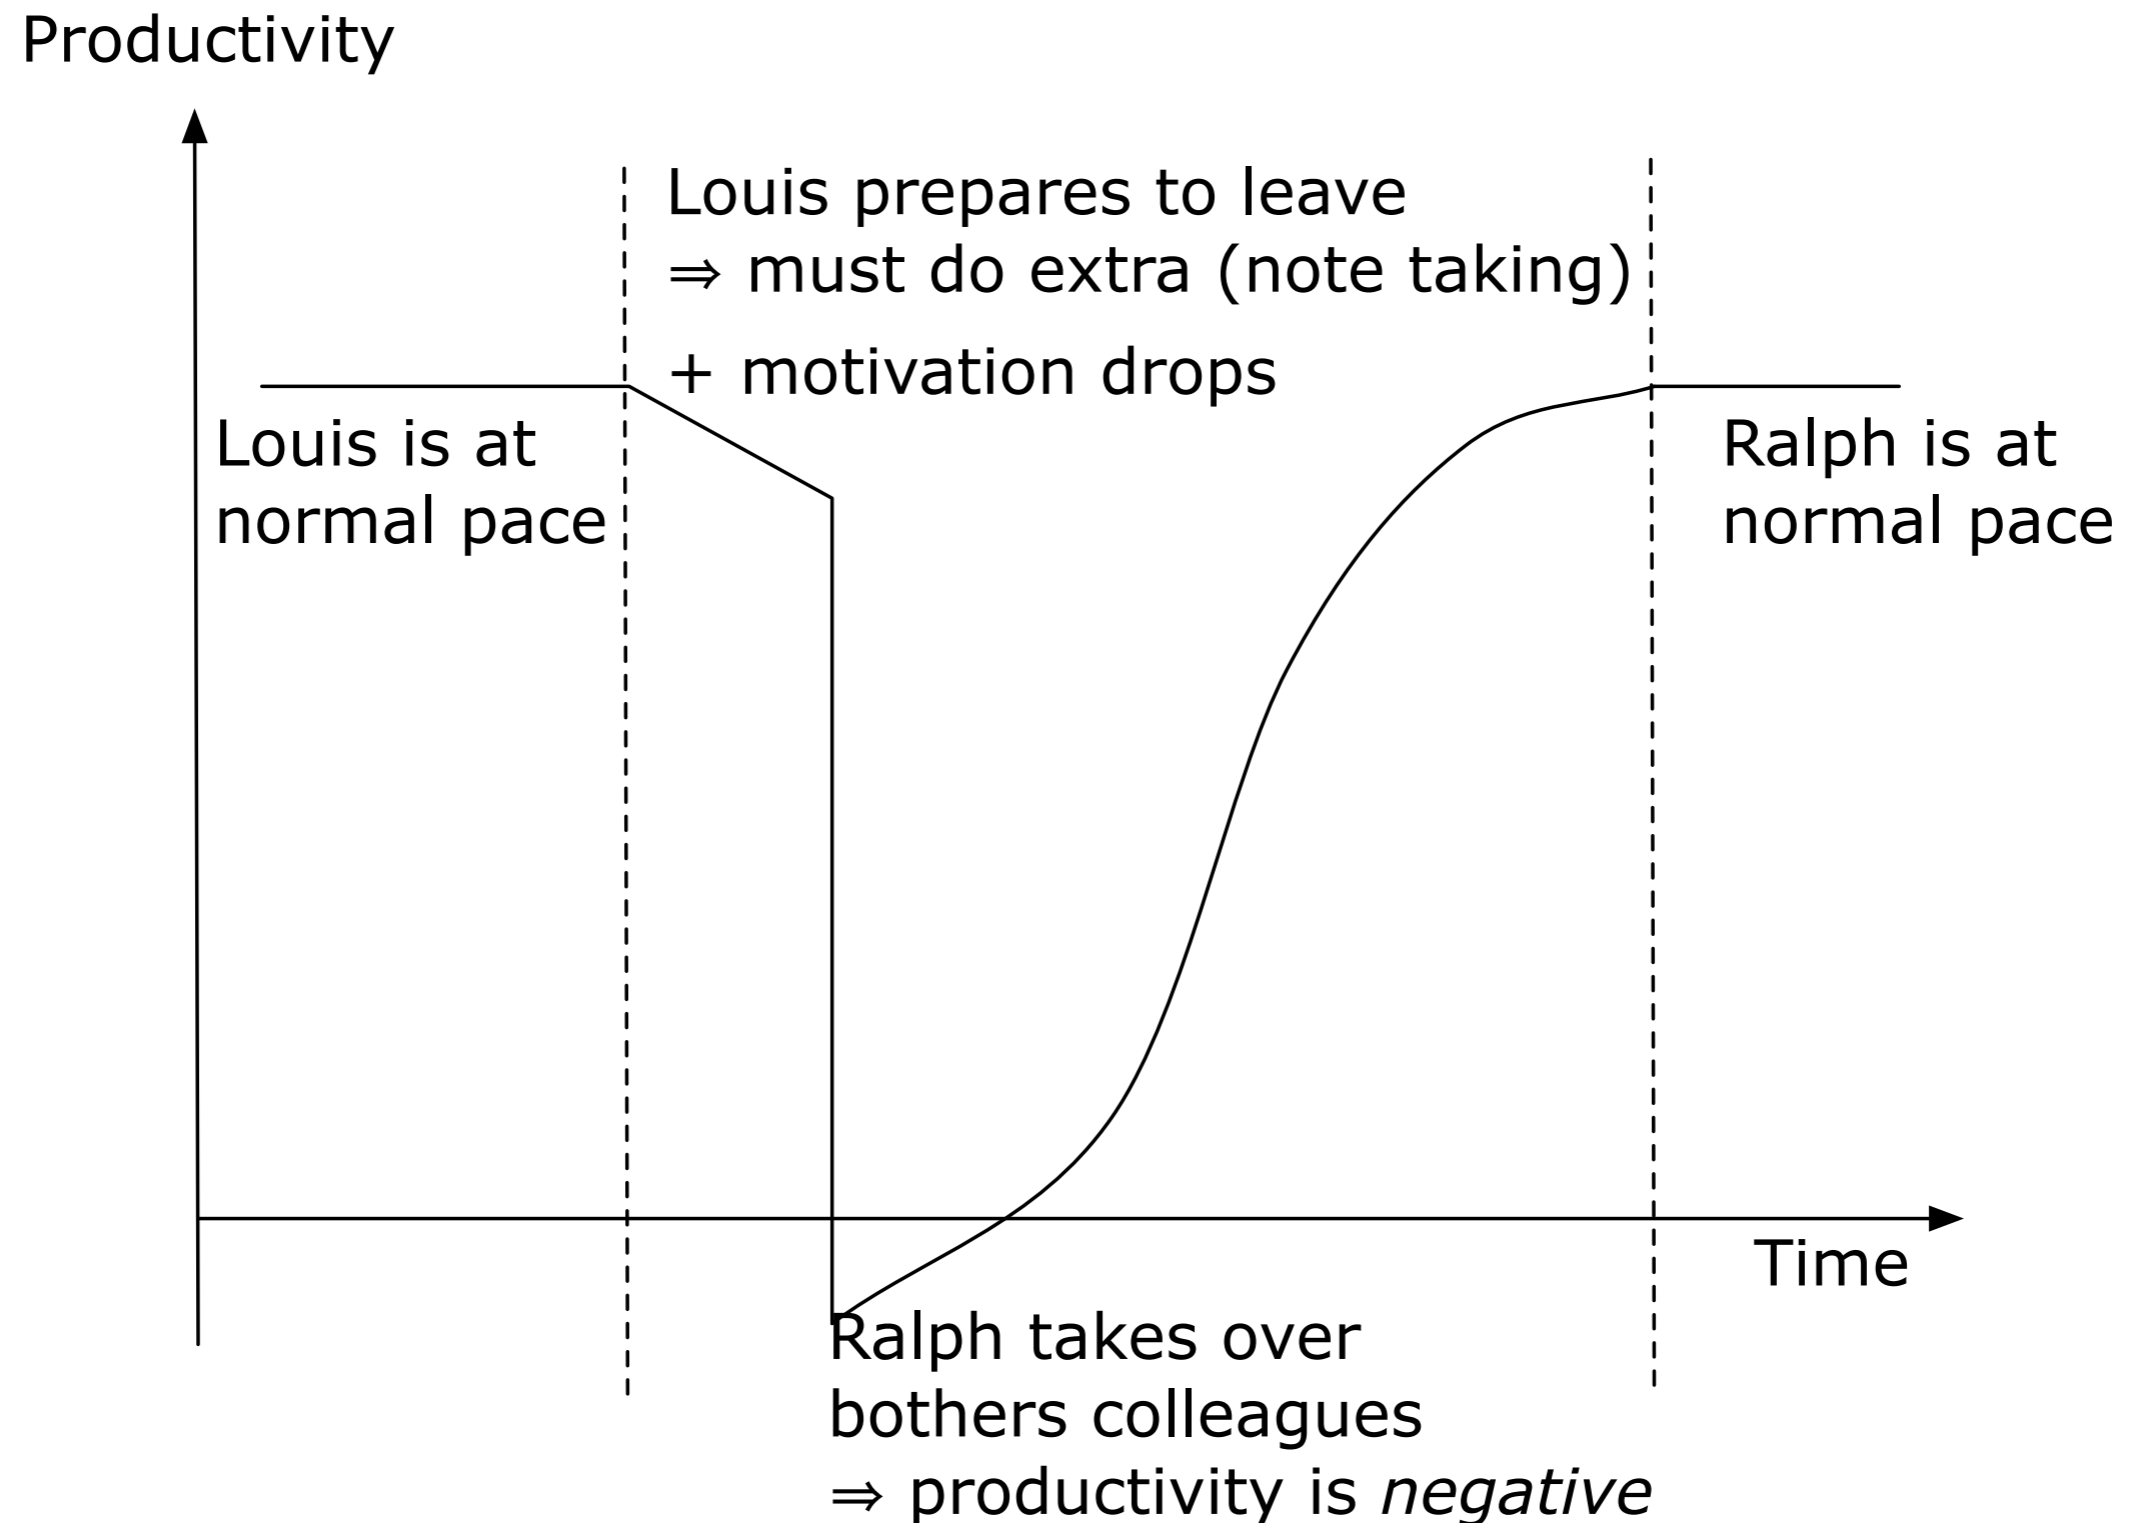 Productivity
Louis prepares to leave
⇒ must do extra (note taking)
+ motivation drops
Louis is at
normal pace
Ralph is at
normal pace
Time
Ralph takes over
bothers colleagues
⇒ productivity is negative